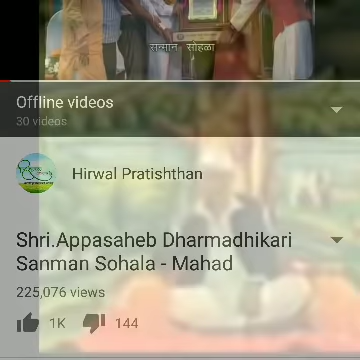 सन्मान सोहळा
Offline videos
30 videos
Hirwal Pratishthan
Shri.Appasaheb Dharmadhikari
Sanman Sohala - Mahad
225,076 views
1K
144